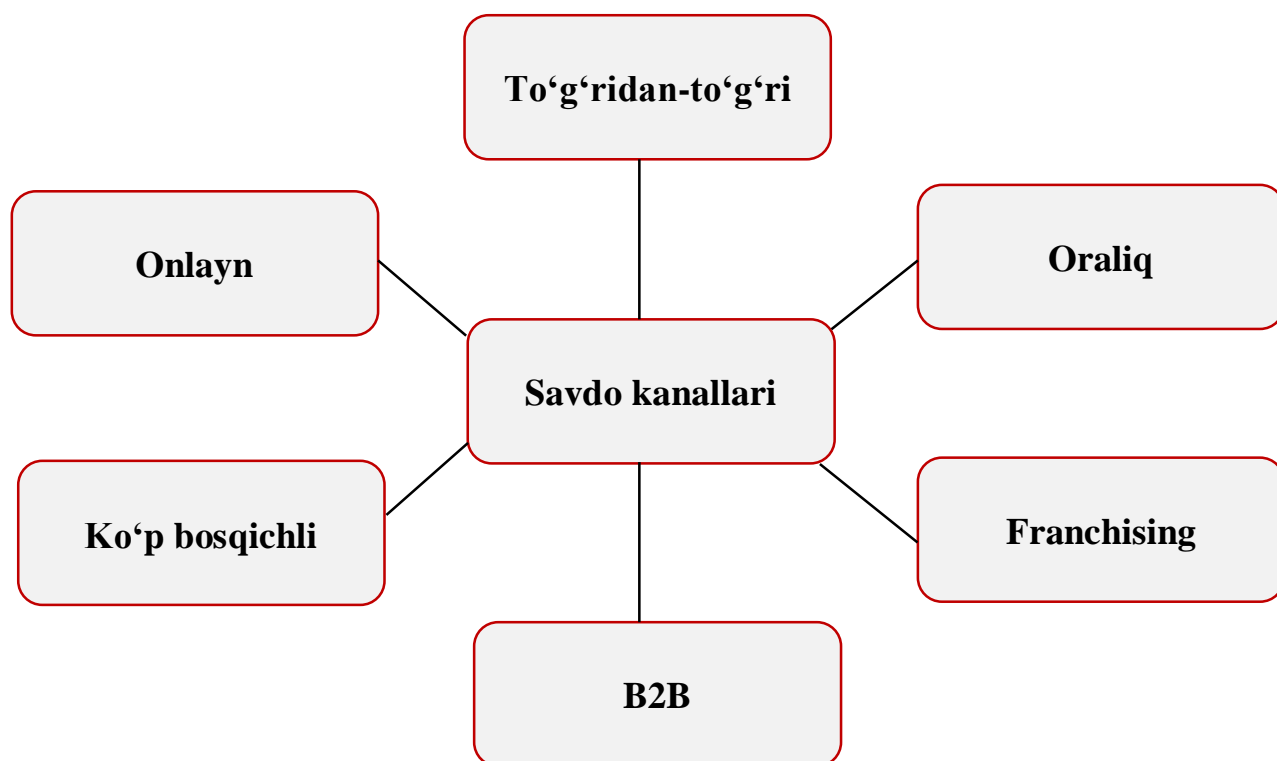 To‘g‘ridan-to‘g‘ri
Onlayn
Oraliq
Savdo kanallari
Ko‘p bosqichli
Franchising
B2B